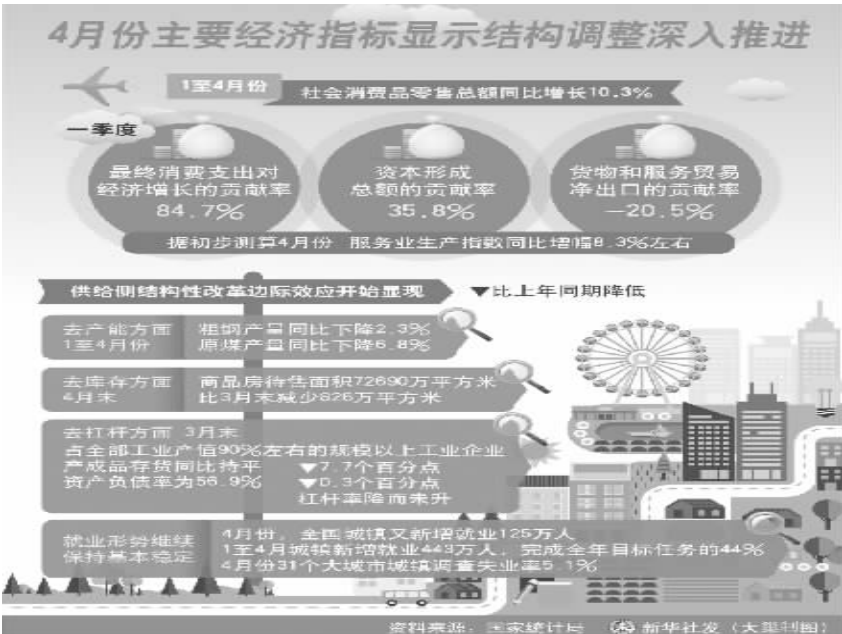 4月份主要经济指标显示结构调整深入推进
1至4月份
社会消费品零售总额同比增长10.3%
一季度
最终消费支出对
经济增长的贡献率
84.7%
资本形成
总额的贡献率
35.8%
货物和服务贸易
净出口的贡献率
—20.5%
据初步测算4月份 服务业生产指数同比增幅8.3%左右
供给侧结构性改革边际效应开始显现
▼比上年同期降低
去产能方面 粗钢产量同比下降2.3%
1至4月份 原煤产量同比下降6.8%
去库存方面 商品房待售面积72690万平方米
4月末 比3月末减少826万平方米
去杠杆方面 3月末
占全部工业产值90%左右的规模以上工业企业
产成品存货同比持平 ▼7.7个百分点
资产负债率为56.9% ▼0.3个百分点
杠杆率降而未升
就业形势继续
保持基本稳定
4月份，全国城镇又新增就业125万人
1至4月城镇新增就业443万人，完成全年目标任务的44%
4月份31个大城市城镇调查失业率5.1%
资料来源：国家统计局 新华社发（大巢制图）